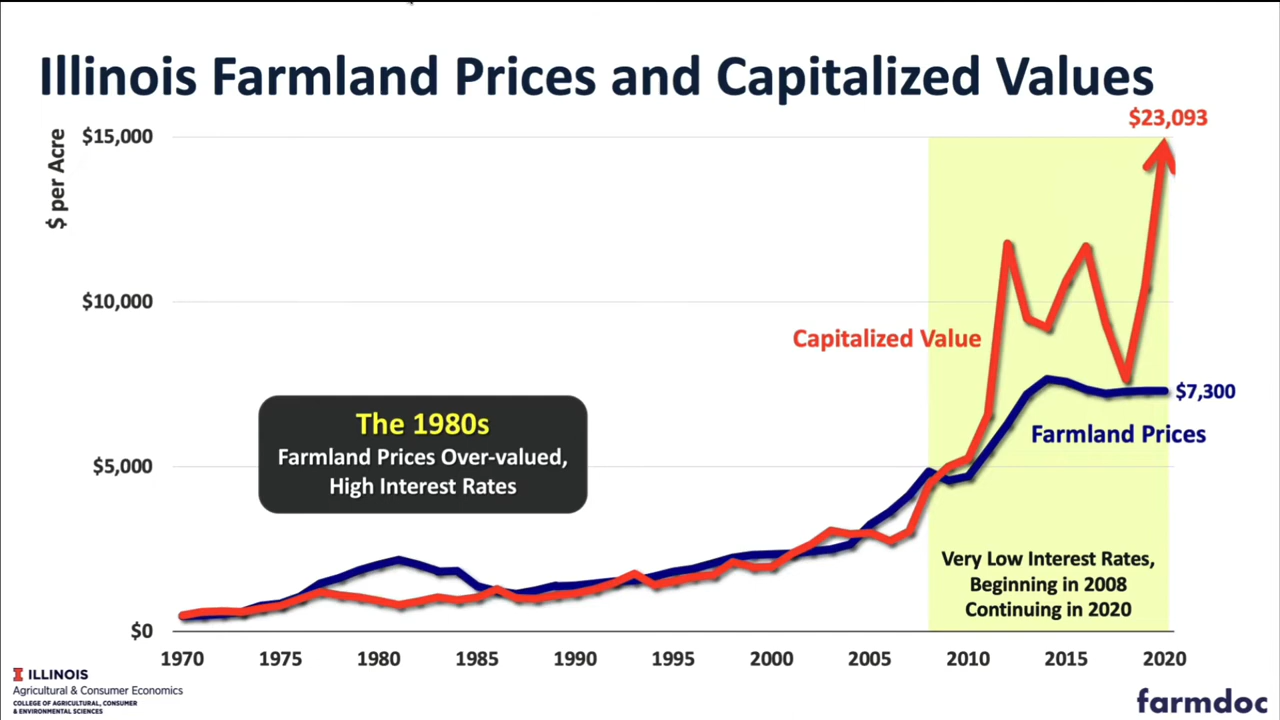 Illinois Farmland Prices and Capitalized Values
$ per Acre
$15,000
$10,000
$5,000
$0
$23,093
Capitalized Value
$7,300
Farmland Prices
The 1980s
Farmland Prices Over-valued,
High Interest Rates
Very Low Interest Rates,
Beginning in 2008
Continuing in 2020
1970 1975 1980 1985 1990 1995 2000 2005 2010 2015 2020
I ILLINOIS
Agricultural & Consumer Economics
COLLEGE OF AGRICULTURAL, CONSUMER
& ENVIRONMENTAL SCIENCES
farmdoc